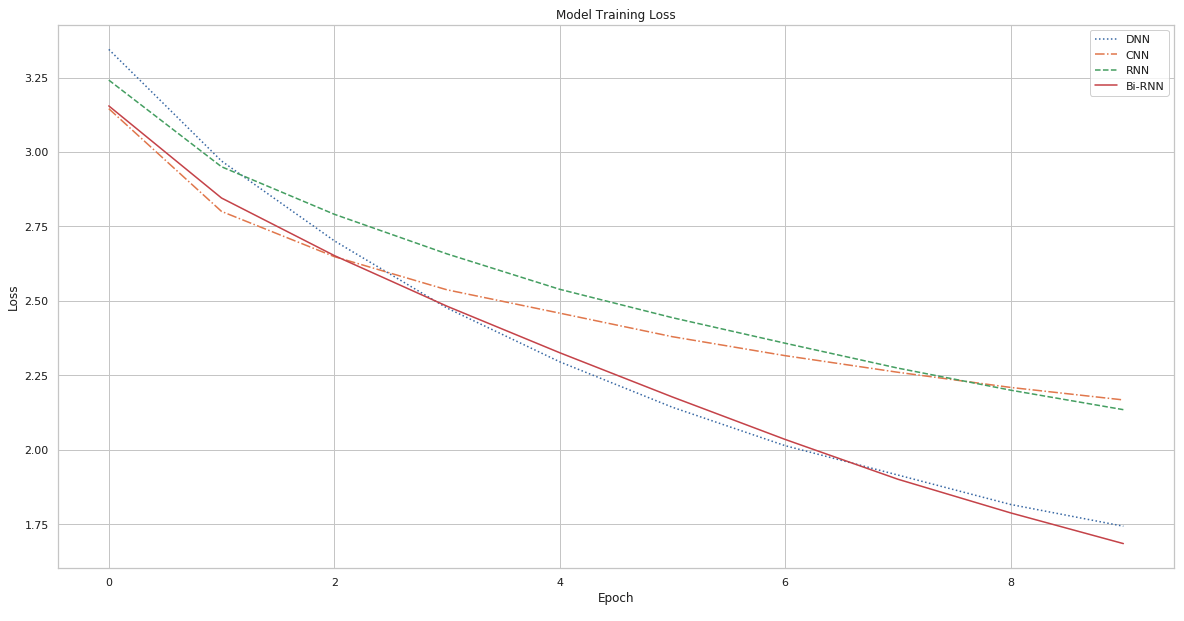 Model Training Loss
DNN
CNN
RNN
Bi-RNN
3.25
3.00
2.75
2.50
2.25
2.00
1.75
Loss
0 2 4 6 8
Epoch